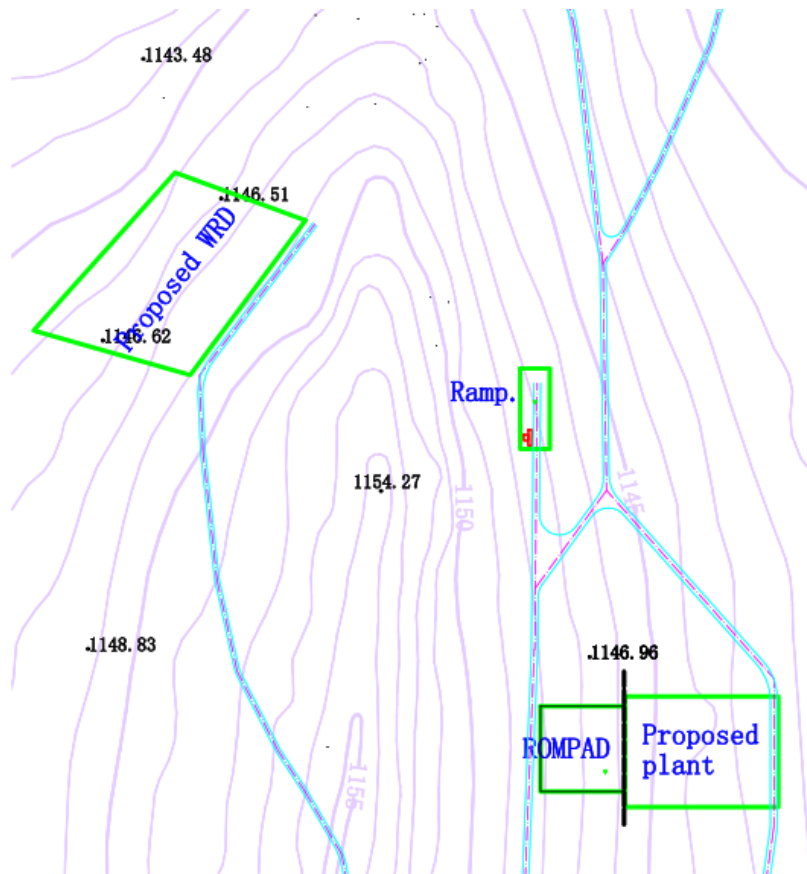 .1143.48
.1146.51
Proposed WRD
.1146.62
Ramp.
1154.27
1150
1145
.1148.83
.1146.96
ROMPAD
Proposed
plant
1155